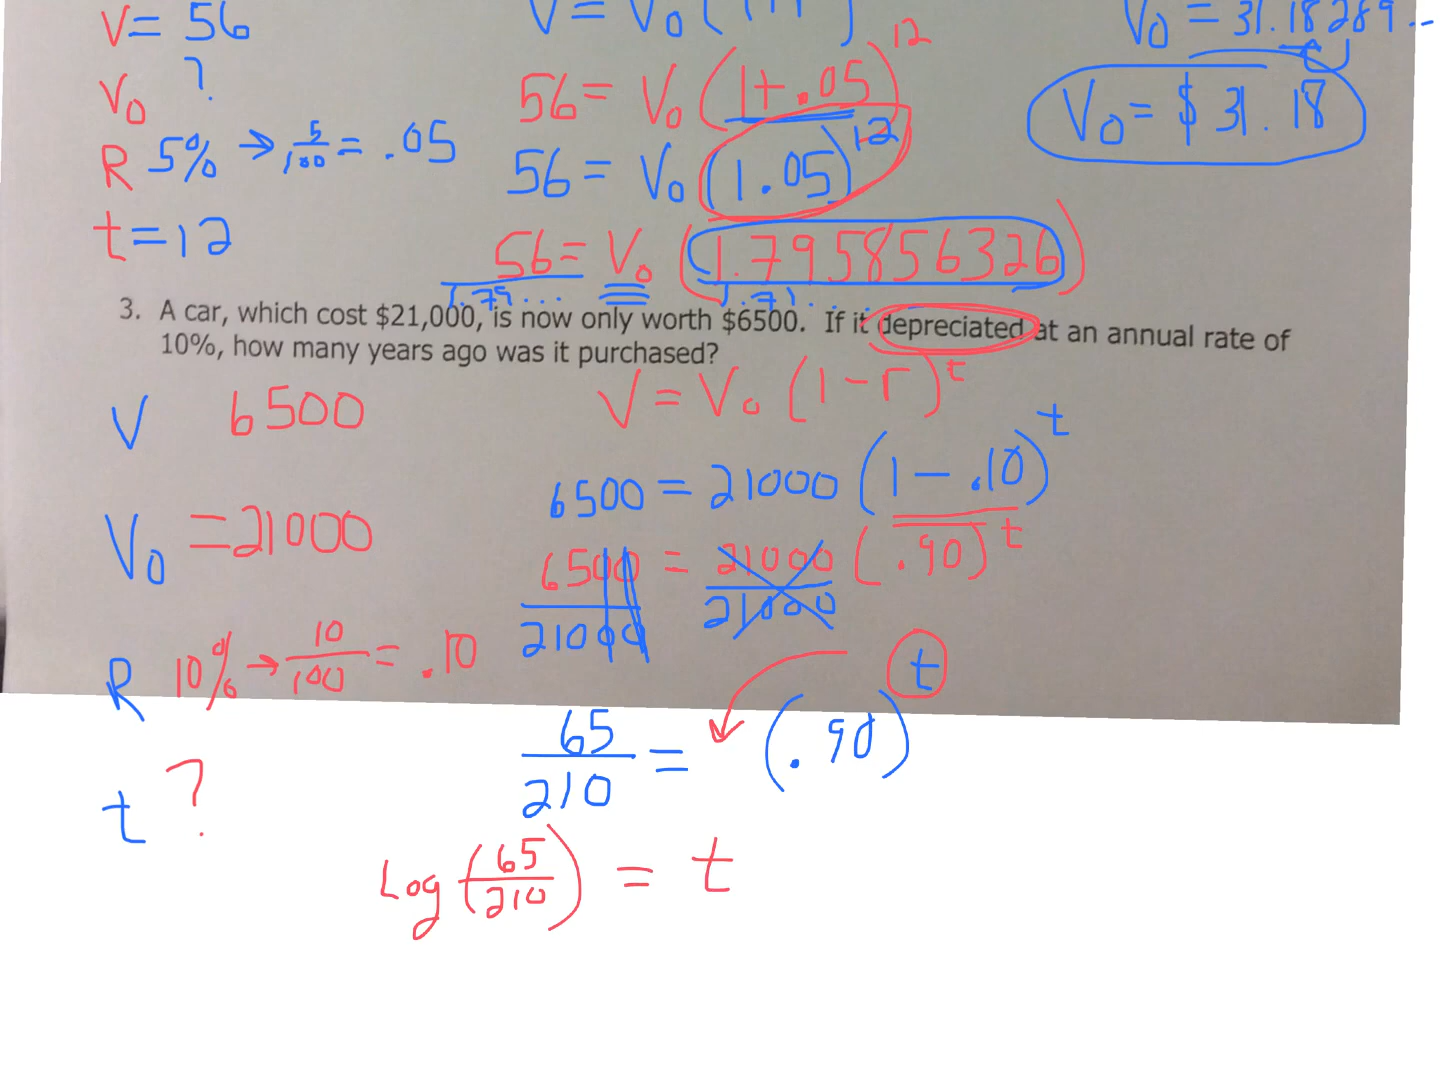 V= 56
V₀ ?
R 5% → 5/100 = .05
t=12
V= V₀(1+r)
56= V₀(1+.05)¹²
56= V₀(1.05)¹²
56= V₀(1.795856326)
1.79... 1.79...
V₀ = 31.18289..
V₀= $31.18
3. A car, which cost $21,000, is now only worth $6500. If it depreciated at an annual rate of
10%, how many years ago was it purchased?
V 6500
V₀ =21000
R 10% → 10/100 = .10
t ?
V = V₀ (1-r)ᵗ
6500 = 21000 (1 - .10)ᵗ
6500/21000 = 21000/21000 (.90)ᵗ
65/210 = (.90)ᵗ
Log(65/210) = t